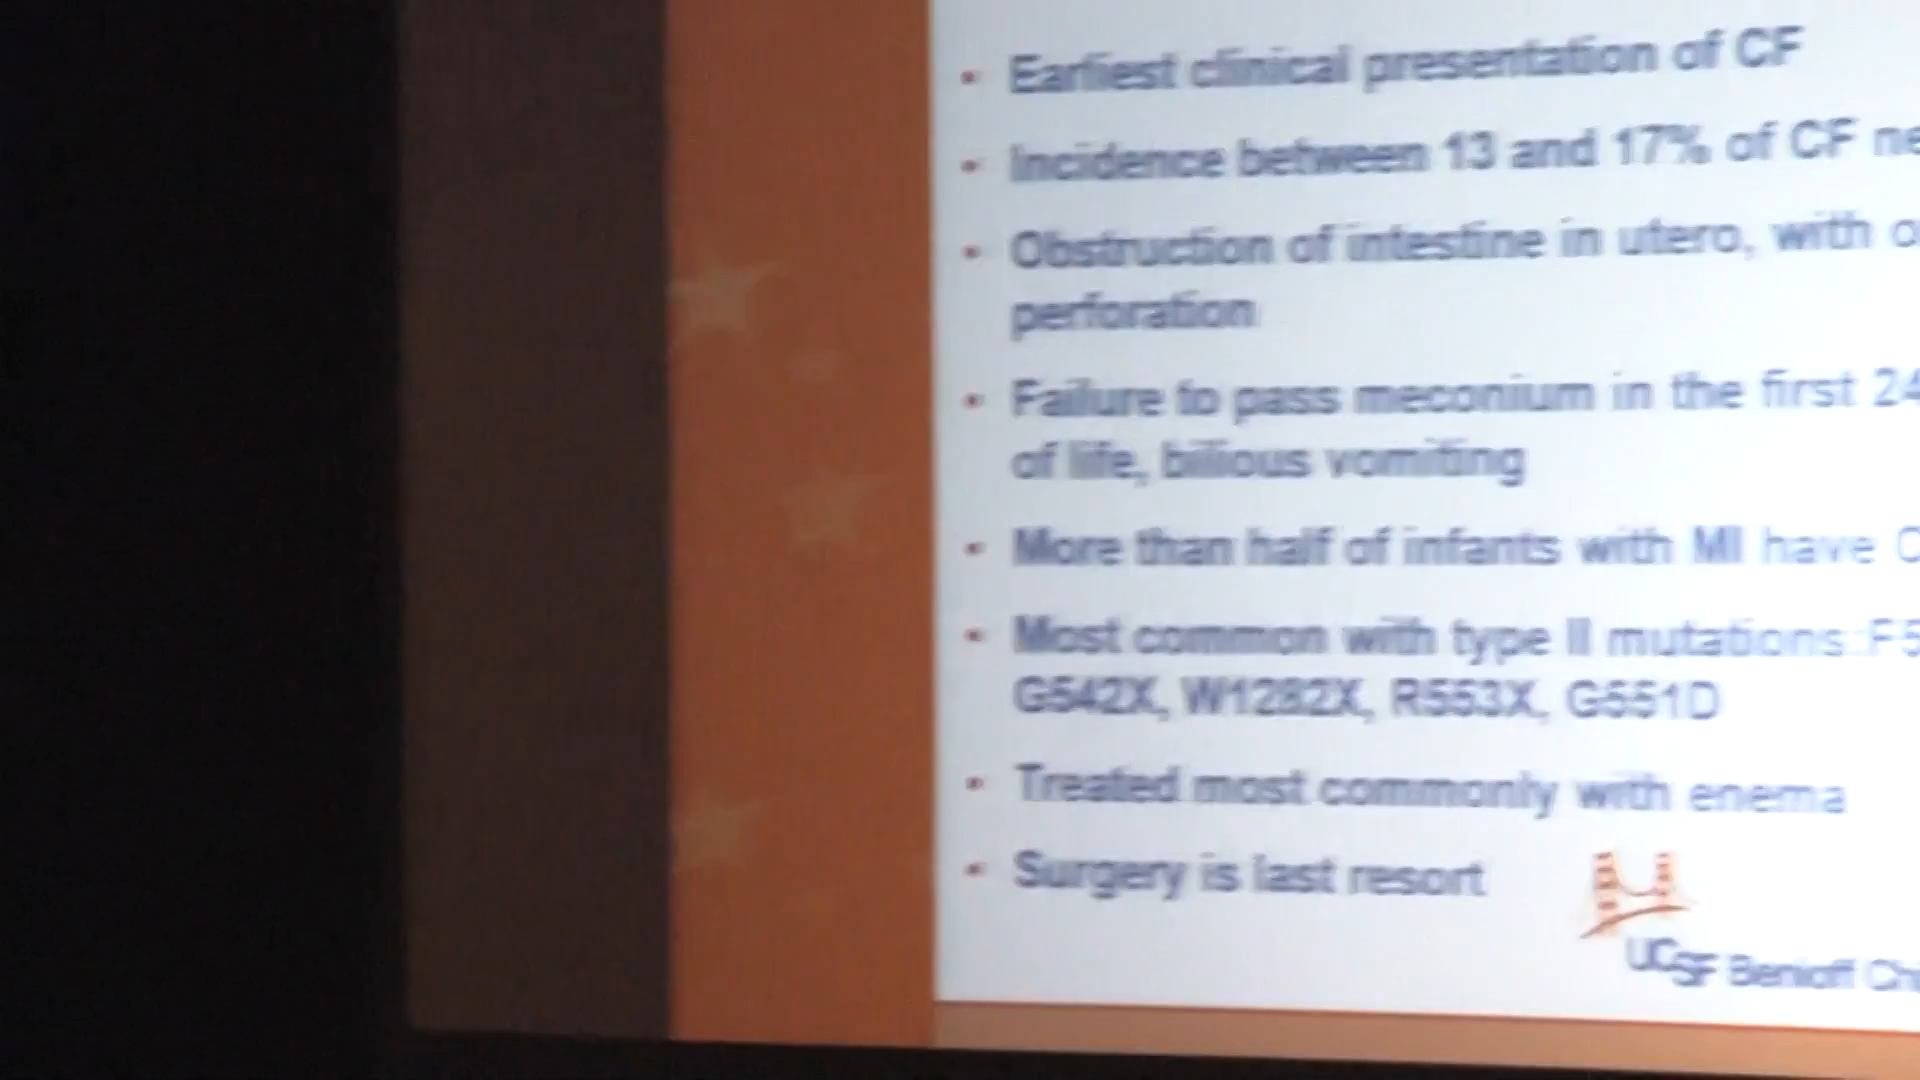 Earliest clinical presentation of CF
Incidence between 13 and 17% of CF
Obstruction of intestine in utero, with
perforation
Failure to pass meconium in the first 24
of life, bilious vomiting
More than half of infants with MI have
Most common with type II mutations: F5
G542X, W1282X, R553X, G551D
Treated most commonly with enema
Surgery is last resort
UCSF Benioff